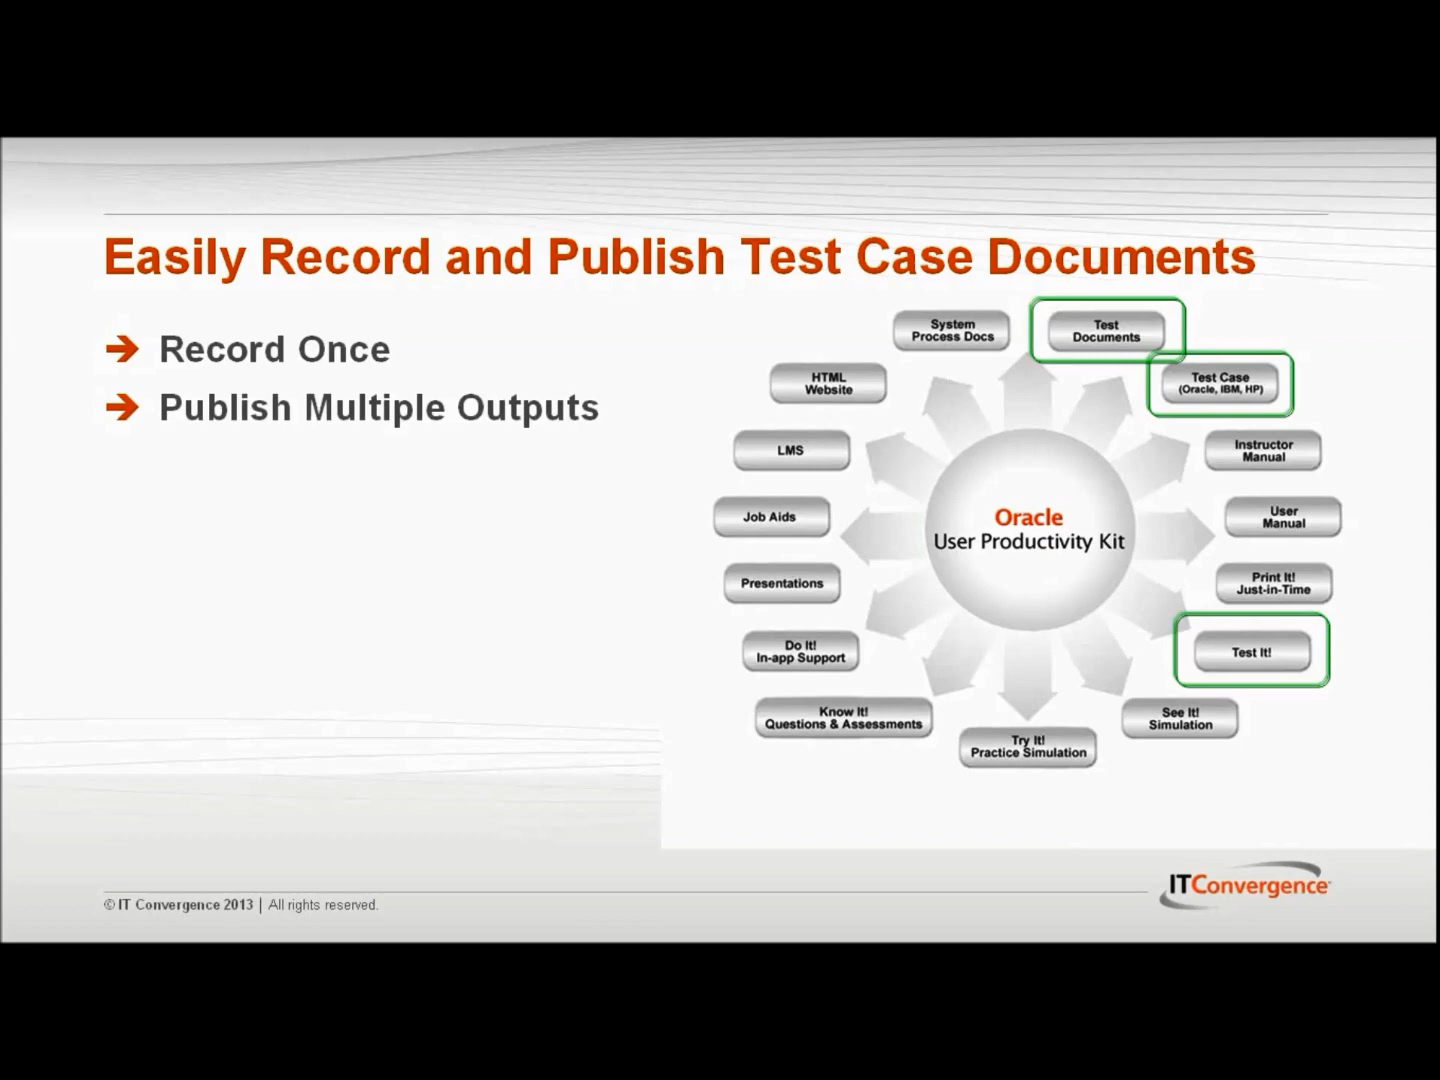 Easily Record and Publish Test Case Documents
➔ Record Once
➔ Publish Multiple Outputs
System
Process Docs
Test
Documents
HTML
Website
Test Case
(Oracle, IBM, HP)
LMS
Instructor
Manual
Job Aids
Oracle
User Productivity Kit
User
Manual
Presentations
Print It!
Just-in-Time
Do It!
In-app Support
Test It!
Know It!
Questions & Assessments
See It!
Simulation
Try It!
Practice Simulation
© IT Convergence 2013 | All rights reserved.
ITConvergence